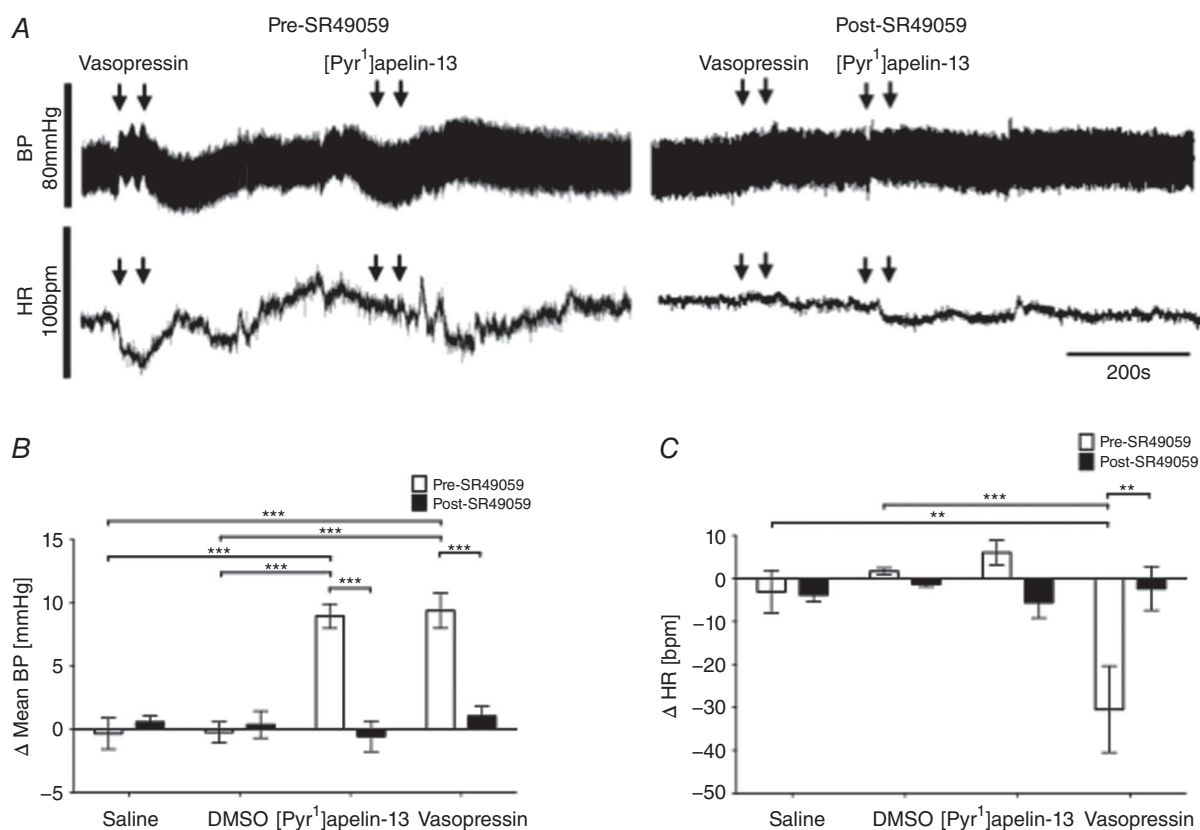 A
Pre-SR49059
Post-SR49059
Vasopressin
[Pyr¹]apelin-13
Vasopressin
[Pyr¹]apelin-13
BP
80mmHg
HR
100bpm
200s
B
Pre-SR49059
Post-SR49059
***
***
***
***
***
***
15
10
5
0
−5
Δ Mean BP [mmHg]
Saline
DMSO
[Pyr¹]apelin-13
Vasopressin
C
Pre-SR49059
Post-SR49059
***
**
**
10
0
−10
−20
−30
−40
−50
Δ HR [bpm]
Saline
DMSO
[Pyr¹]apelin-13
Vasopressin